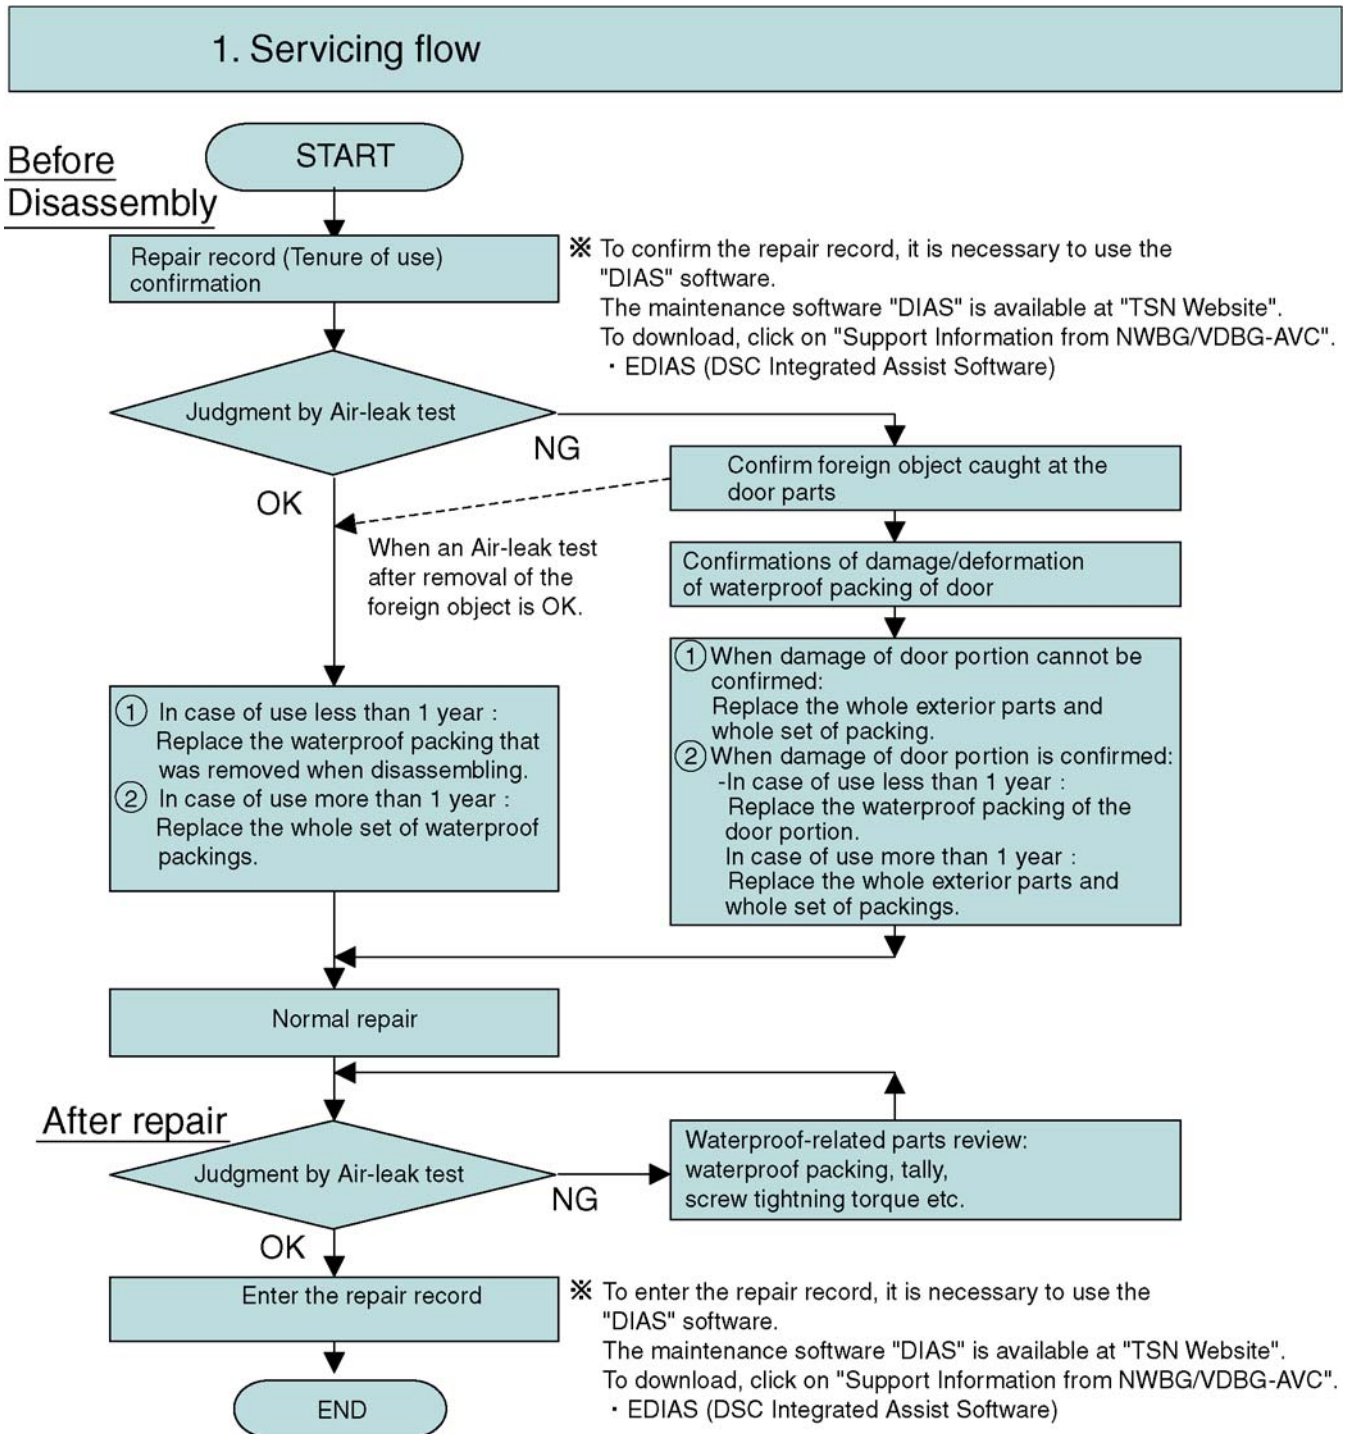 1. Servicing flow
Before
Disassembly
START
Repair record (Tenure of use)
confirmation
※ To confirm the repair record, it is necessary to use the
"DIAS" software.
The maintenance software "DIAS" is available at "TSN Website".
To download, click on "Support Information from NWBG/VDBG-AVC".
・EDIAS (DSC Integrated Assist Software)
Judgment by Air-leak test
NG
OK
Confirm foreign object caught at the
door parts
When an Air-leak test
after removal of the
foreign object is OK.
Confirmations of damage/deformation
of waterproof packing of door
① In case of use less than 1 year :
Replace the waterproof packing that
was removed when disassembling.
② In case of use more than 1 year :
Replace the whole set of waterproof
packings.
① When damage of door portion cannot be
confirmed:
Replace the whole exterior parts and
whole set of packing.
② When damage of door portion is confirmed:
-In case of use less than 1 year :
Replace the waterproof packing of the
door portion.
In case of use more than 1 year :
Replace the whole exterior parts and
whole set of packings.
Normal repair
After repair
Judgment by Air-leak test
NG
OK
Waterproof-related parts review:
waterproof packing, tally,
screw tightning torque etc.
Enter the repair record
※ To enter the repair record, it is necessary to use the
"DIAS" software.
The maintenance software "DIAS" is available at "TSN Website".
To download, click on "Support Information from NWBG/VDBG-AVC".
・EDIAS (DSC Integrated Assist Software)
END